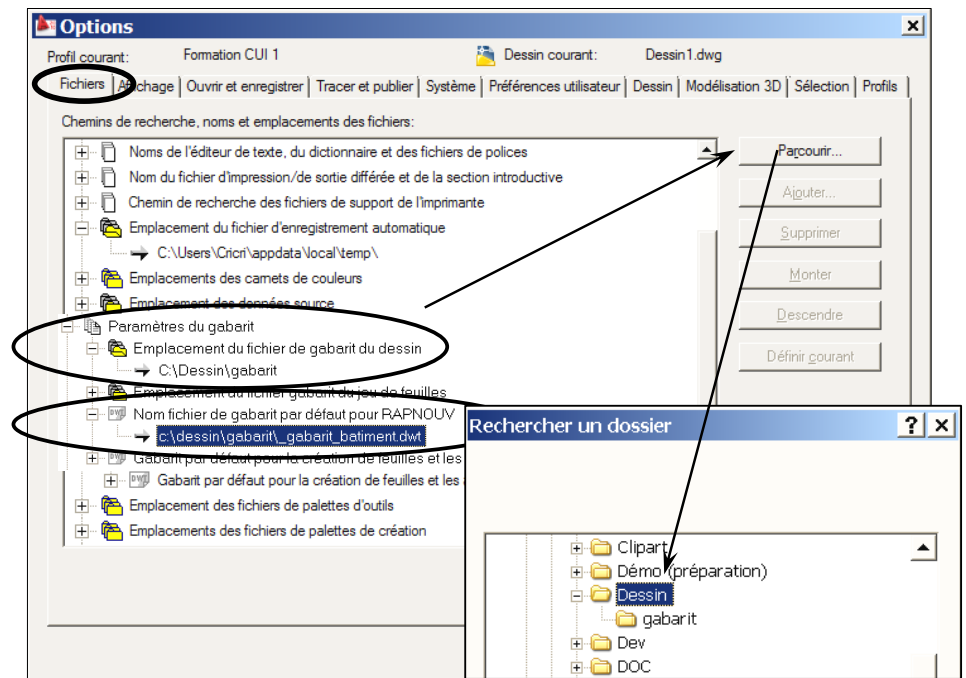 Options
Profil courant: Formation CUI 1 Dessin courant: Dessin1.dwg
Fichiers Affichage Ouvrir et enregistrer Tracer et publier Système Préférences utilisateur Dessin Modélisation 3D Sélection Profils
Chemins de recherche, noms et emplacements des fichiers:
Noms de l'éditeur de texte, du dictionnaire et des fichiers de polices
Parcourir...
Nom du fichier d'impression/de sortie différée et de la section introductive
Ajouter...
Chemin de recherche des fichiers de support de l'imprimante
Emplacement du fichier d'enregistrement automatique
Supprimer
C:\Users\Cricri\appdata\local\temp\
Emplacements des carnets de couleurs
Monter
Emplacement des données source
Descendre
Paramètres du gabarit
Emplacement du fichier de gabarit du dessin
Définir courant
C:\Dessin\gabarit
Emplacement du fichier gabarit du jeu de feuilles
Nom fichier de gabarit par défaut pour RAPNOUV
c:\dessin\gabarit\_gabarit_batiment.dwt
Gabarit par défaut pour la création de feuilles et les
Gabarit par défaut pour la création de feuilles et les
Emplacement des fichiers de palettes d'outils
Emplacements des fichiers de palettes de création
Rechercher un dossier
Clipart
Démo (préparation)
Dessin
gabarit
Dev
DOC